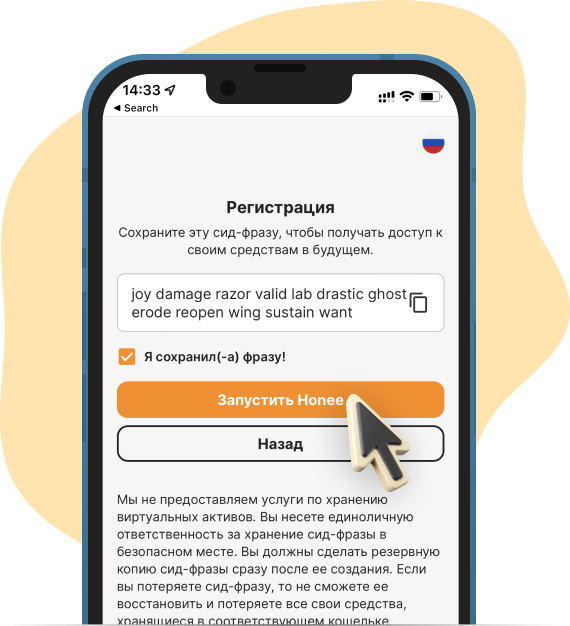 14:33
Search
Регистрация
Сохраните эту сид-фразу, чтобы получать доступ к
своим средствам в будущем.
joy damage razor valid lab drastic ghost
erode reopen wing sustain want
Я сохранил(-а) фразу!
Запустить Honee
Назад
Мы не предоставляем услуги по хранению
виртуальных активов. Вы несете единоличную
ответственность за хранение сид-фразы в
безопасном месте. Вы должны сделать резервную
копию сид-фразы сразу после ее создания. Если
вы потеряете сид-фразу, то не сможете ее
восстановить и потеряете все свои средства,
хранящиеся в соответствующем кошельке.